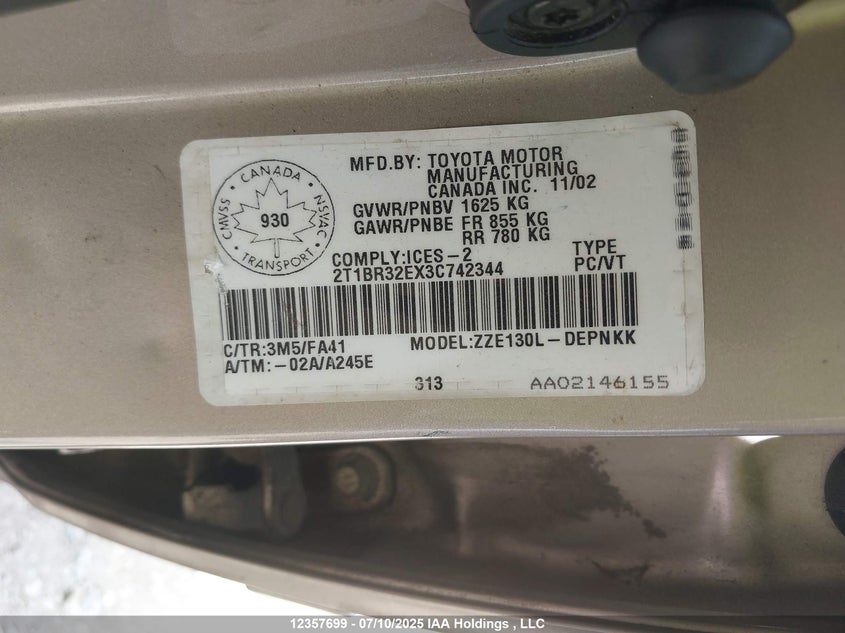 MFD.BY: TOYOTA MOTOR
MANUFACTURING
CANADA INC. 11/02
GVWR/PNBV 1625 KG
GAWR/PNBE FR 855 KG
RR 780 KG
CANADA
CMVSS
NSVAC
930
TRANSPORT
COMPLY:ICES-2
TYPE
2T1BR32EX3C742344
PC/VT
C/TR:3M5/FA41
MODEL:ZZE130L-DEPNKK
A/TM:-02A/A245E
313
AA02146155
12357699 - 07/10/2025 IAA Holdings , LLC